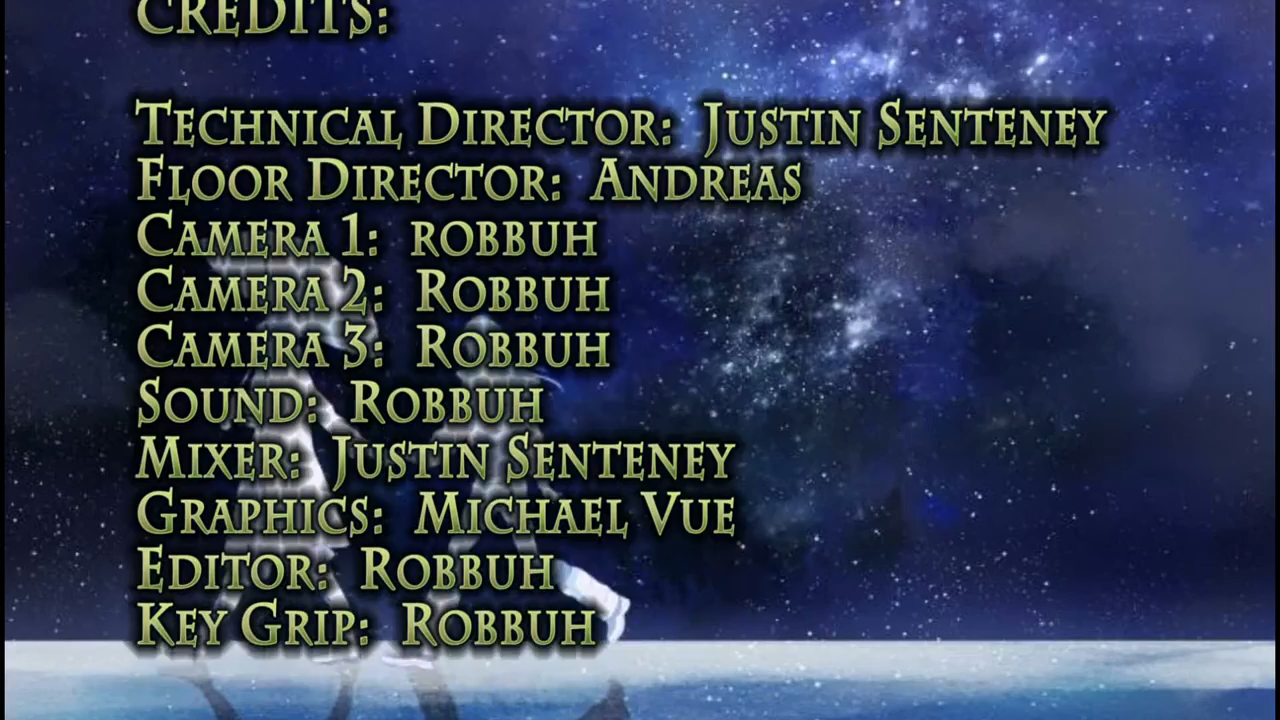 CREDITS:
TECHNICAL DIRECTOR: JUSTIN SENTENEY
FLOOR DIRECTOR: ANDREAS
CAMERA 1: ROBBUH
CAMERA 2: ROBBUH
CAMERA 3: ROBBUH
SOUND: ROBBUH
MIXER: JUSTIN SENTENEY
GRAPHICS: MICHAEL VUE
EDITOR: ROBBUH
KEY GRIP: ROBBUH